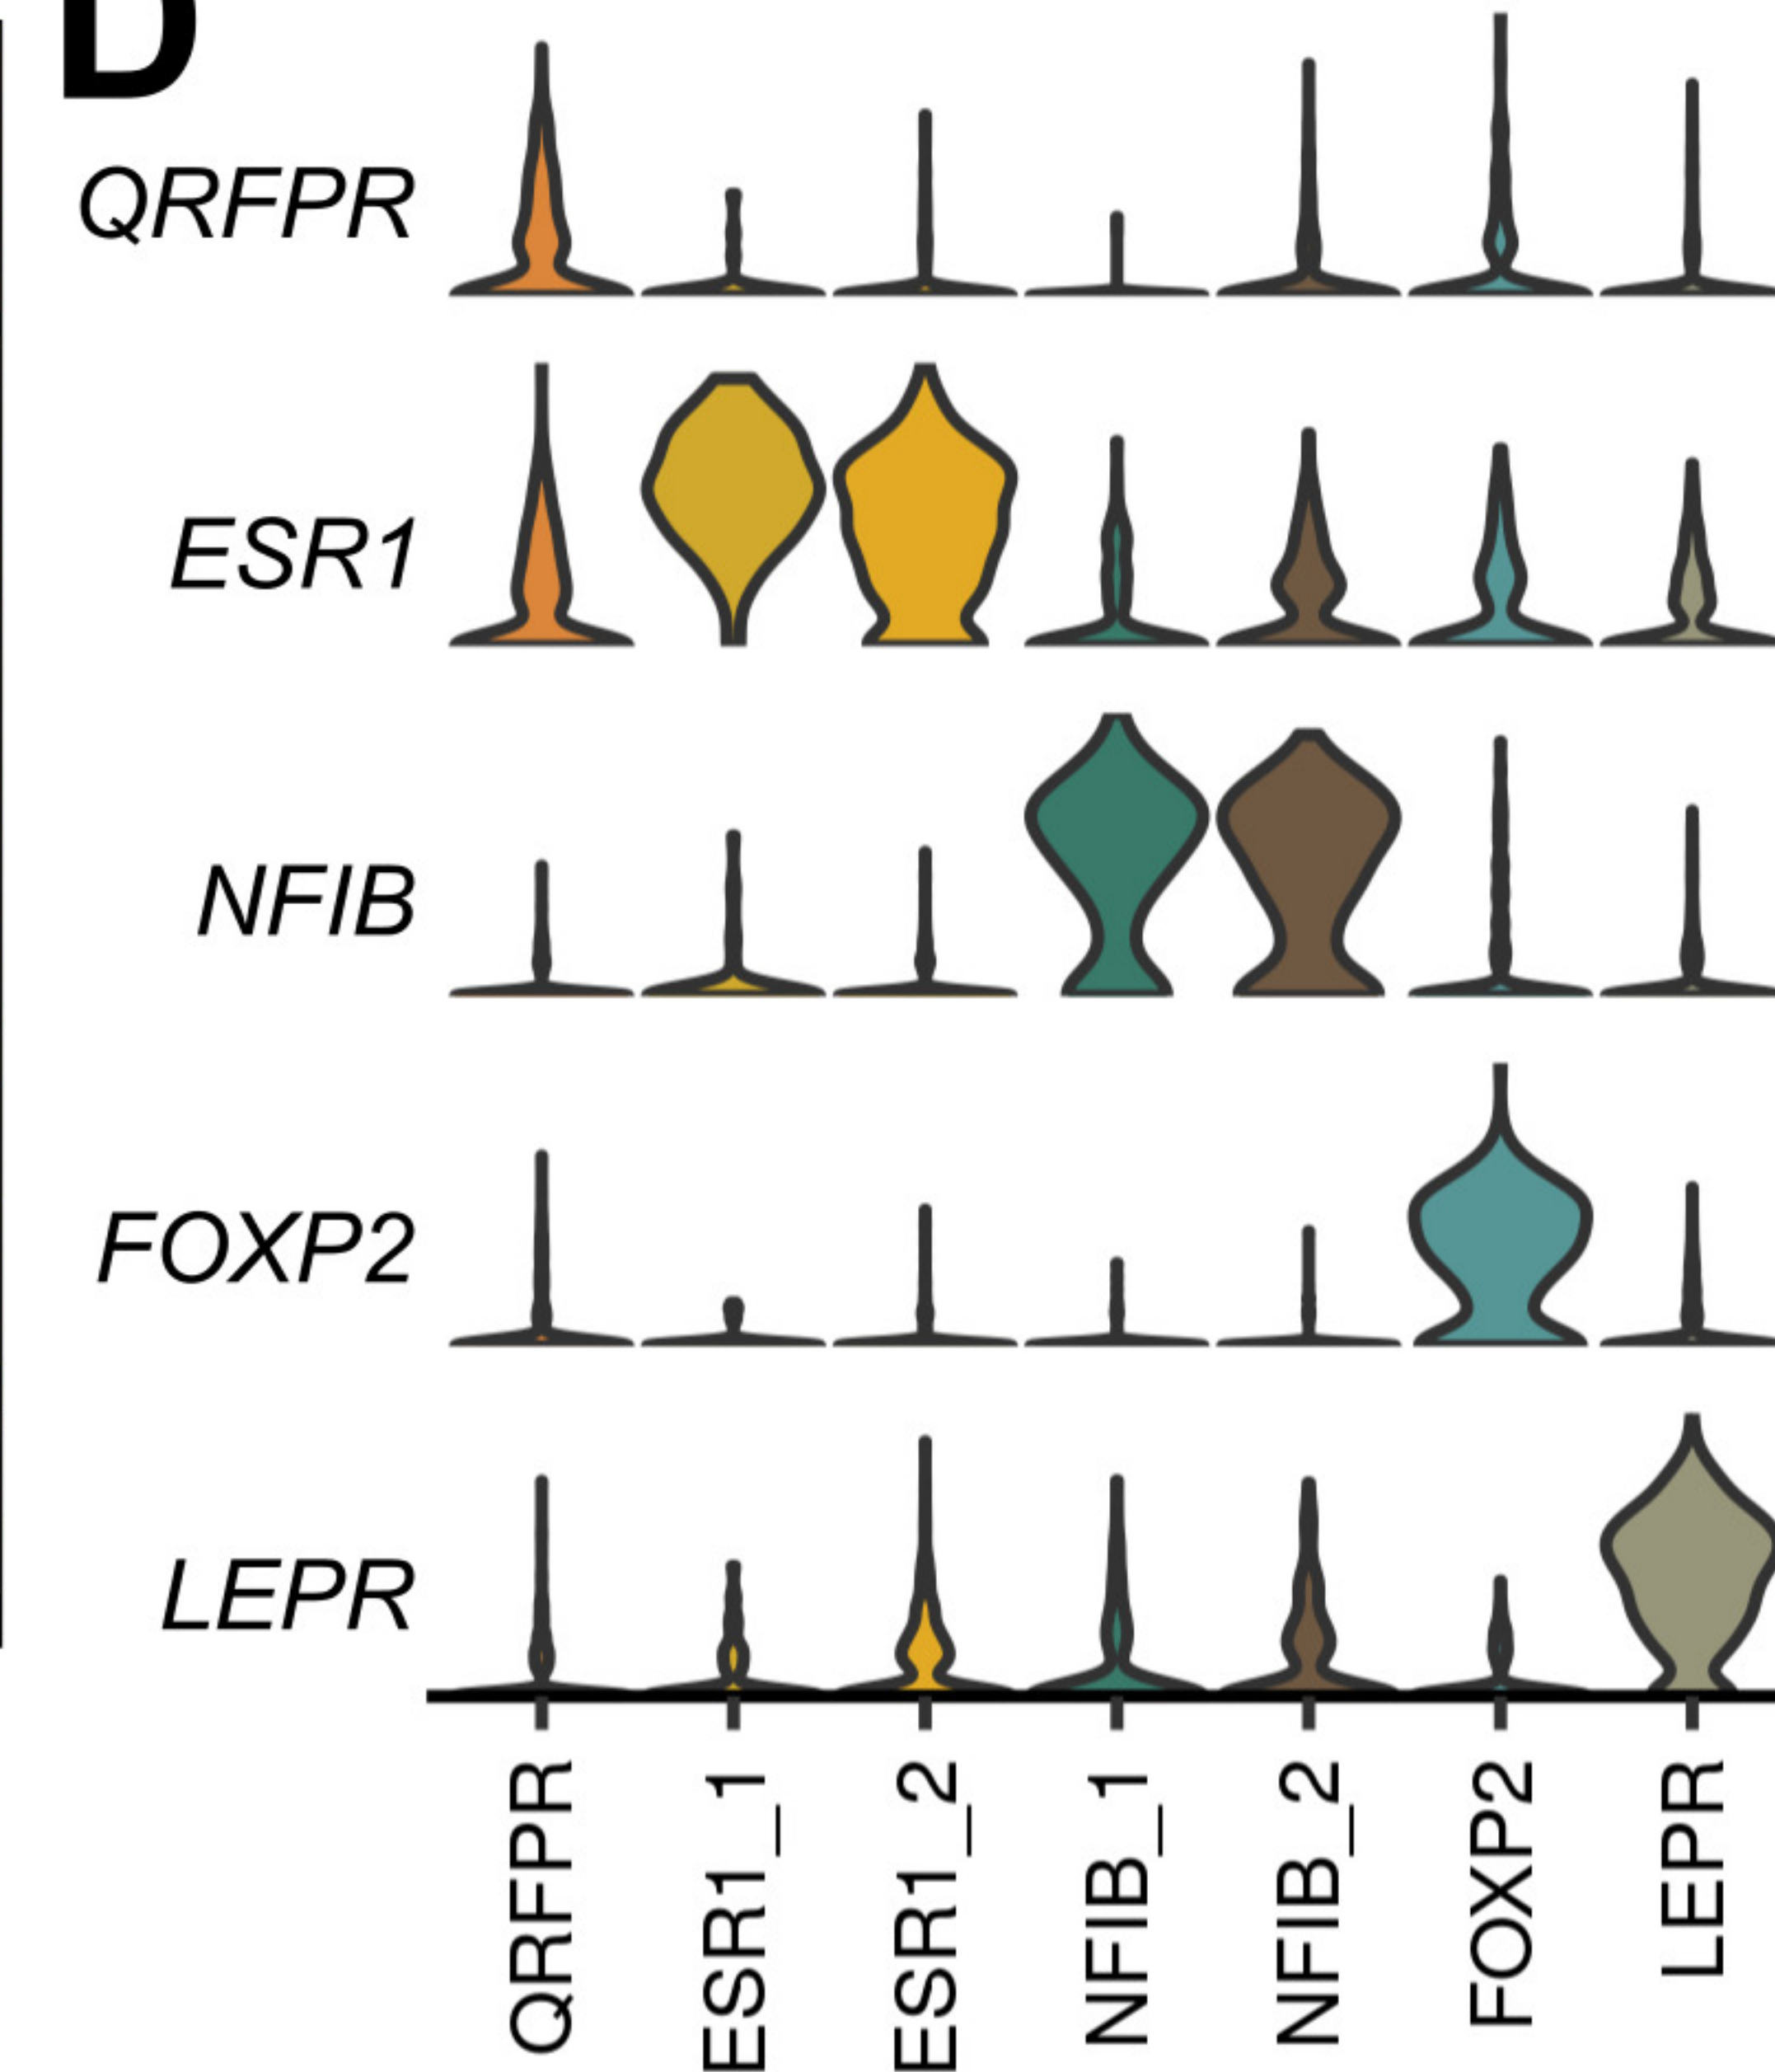 D
QRFPR
ESR1
NFIB
FOXP2
LEPR
QRFPR
ESR1_1
ESR1_2
NFIB_1
NFIB_2
FOXP2
LEPR